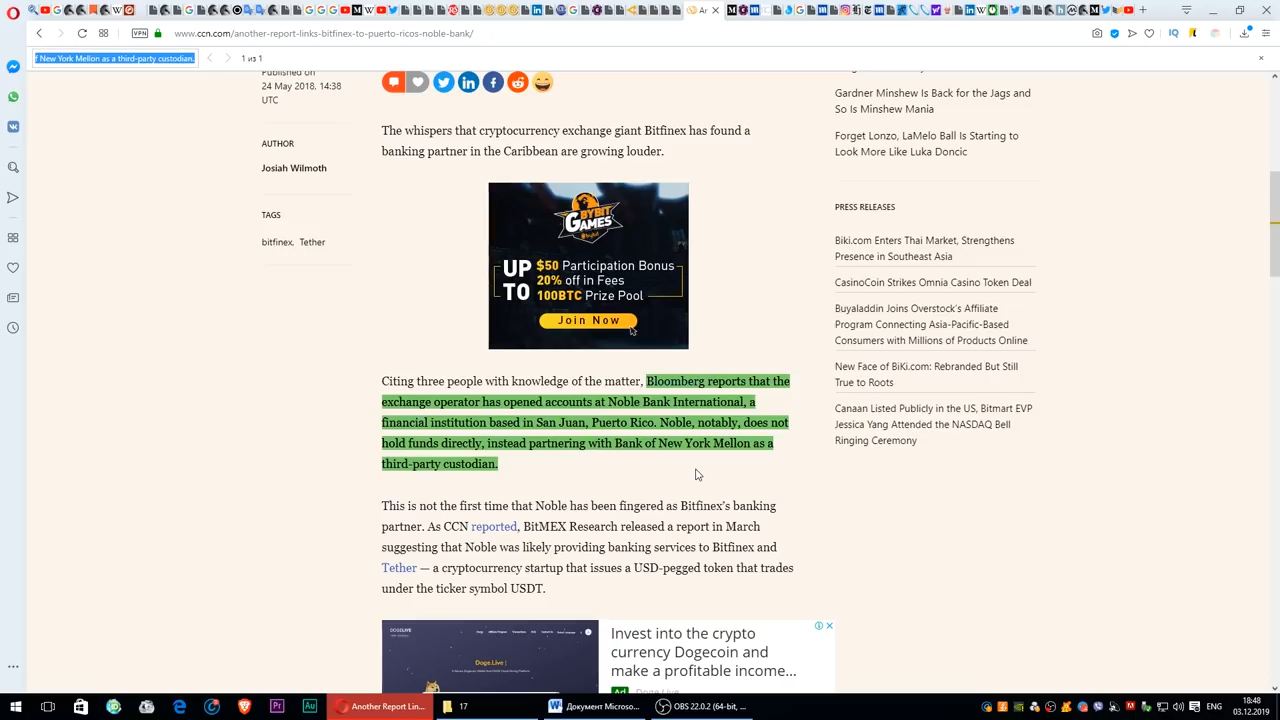 Ar
VPN
www.ccn.com/another-report-links-bitfinex-to-puerto-ricos-noble-bank/
f New York Mellon as a third-party custodian.
1 из 1
Published on
24 May 2018, 14:38
UTC
AUTHOR
Josiah Wilmoth
TAGS
bitfinex, Tether
The whispers that cryptocurrency exchange giant Bitfinex has found a
banking partner in the Caribbean are growing louder.
BYBIT
GAMES
UP TO
$50 Participation Bonus
20% off in Fees
100BTC Prize Pool
Join Now
Citing three people with knowledge of the matter, Bloomberg reports that the
exchange operator has opened accounts at Noble Bank International, a
financial institution based in San Juan, Puerto Rico. Noble, notably, does not
hold funds directly, instead partnering with Bank of New York Mellon as a
third-party custodian.
This is not the first time that Noble has been fingered as Bitfinex's banking
partner. As CCN reported, BitMEX Research released a report in March
suggesting that Noble was likely providing banking services to Bitfinex and
Tether — a cryptocurrency startup that issues a USD-pegged token that trades
under the ticker symbol USDT.
DOGELIVE
Doge.Live
Invest into the crypto
currency Dogecoin and
make a profitable income...
Ad Doge.Live
Gardner Minshew Is Back for the Jags and
So Is Minshew Mania
Forget Lonzo, LaMelo Ball Is Starting to
Look More Like Luka Doncic
PRESS RELEASES
Biki.com Enters Thai Market, Strengthens
Presence in Southeast Asia
CasinoCoin Strikes Omnia Casino Token Deal
Buyaladdin Joins Overstock's Affiliate
Program Connecting Asia-Pacific-Based
Consumers with Millions of Products Online
New Face of BiKi.com: Rebranded But Still
True to Roots
Canaan Listed Publicly in the US, Bitmart EVP
Jessica Yang Attended the NASDAQ Bell
Ringing Ceremony
Pr
Au
Another Report Lin...
17
Документ Microso...
OBS 22.0.2 (64-bit, ...
ENG
18:48
03.12.2019